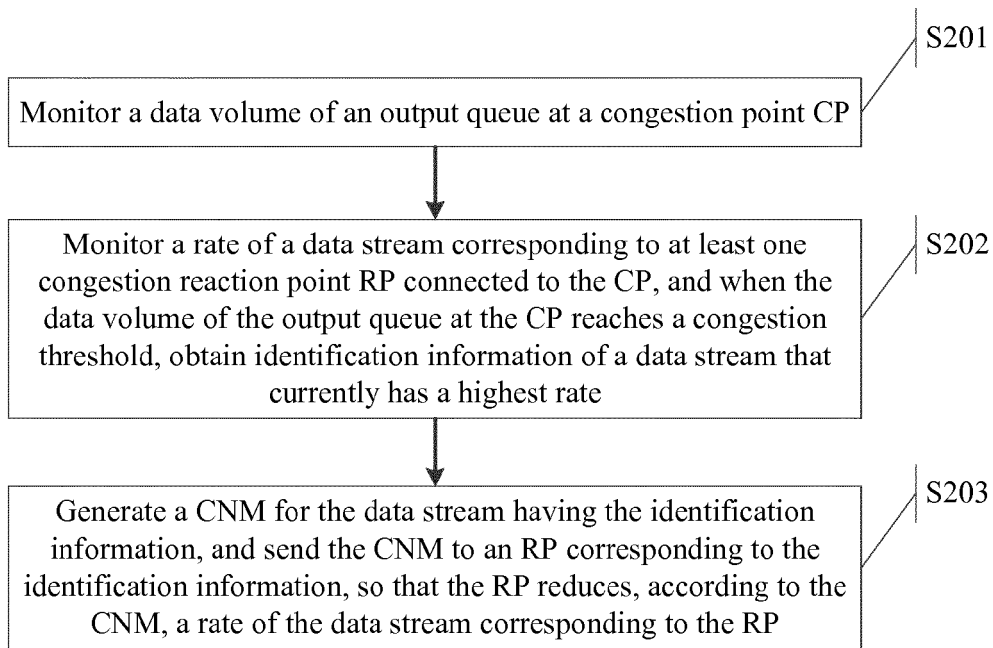 S201
Monitor a data volume of an output queue at a congestion point CP
S202
Monitor a rate of a data stream corresponding to at least one
congestion reaction point RP connected to the CP, and when the
data volume of the output queue at the CP reaches a congestion
threshold, obtain identification information of a data stream that
currently has a highest rate
S203
Generate a CNM for the data stream having the identification
information, and send the CNM to an RP corresponding to the
identification information, so that the RP reduces, according to the
CNM, a rate of the data stream corresponding to the RP